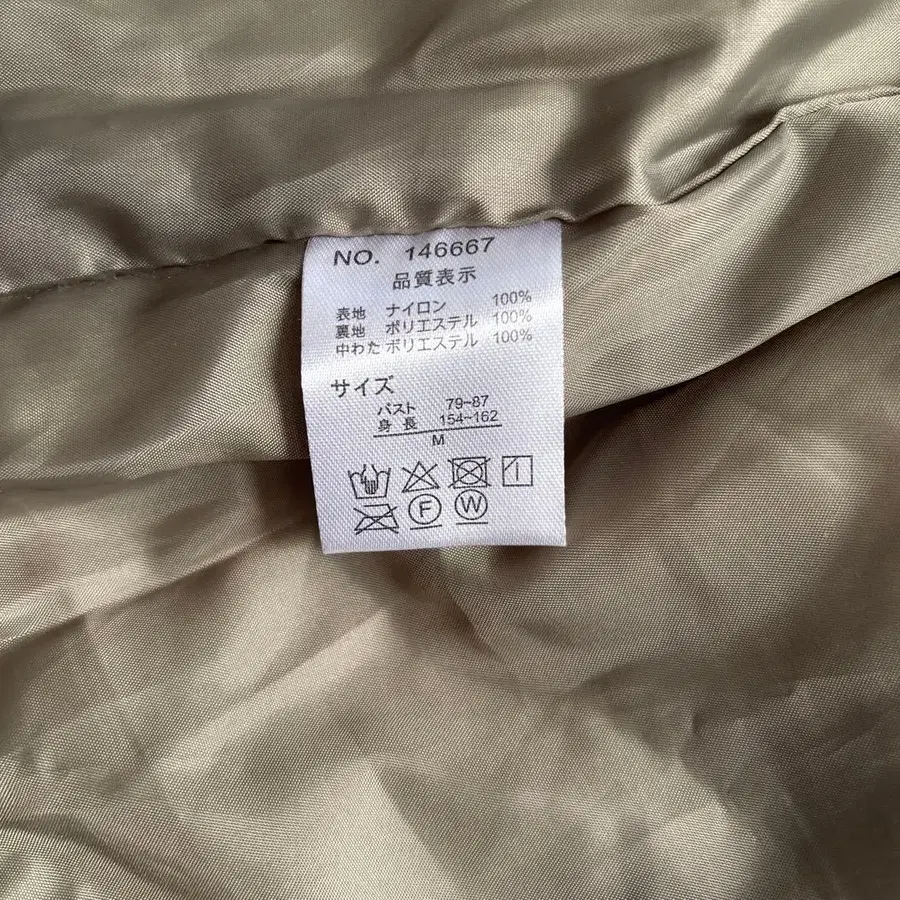 NO. 146667
品質表示
表地 ナイロン 100%
裏地 ポリエステル 100%
中わた ポリエステル 100%
サイズ
バスト 79~87
身長 154~162
M
F W